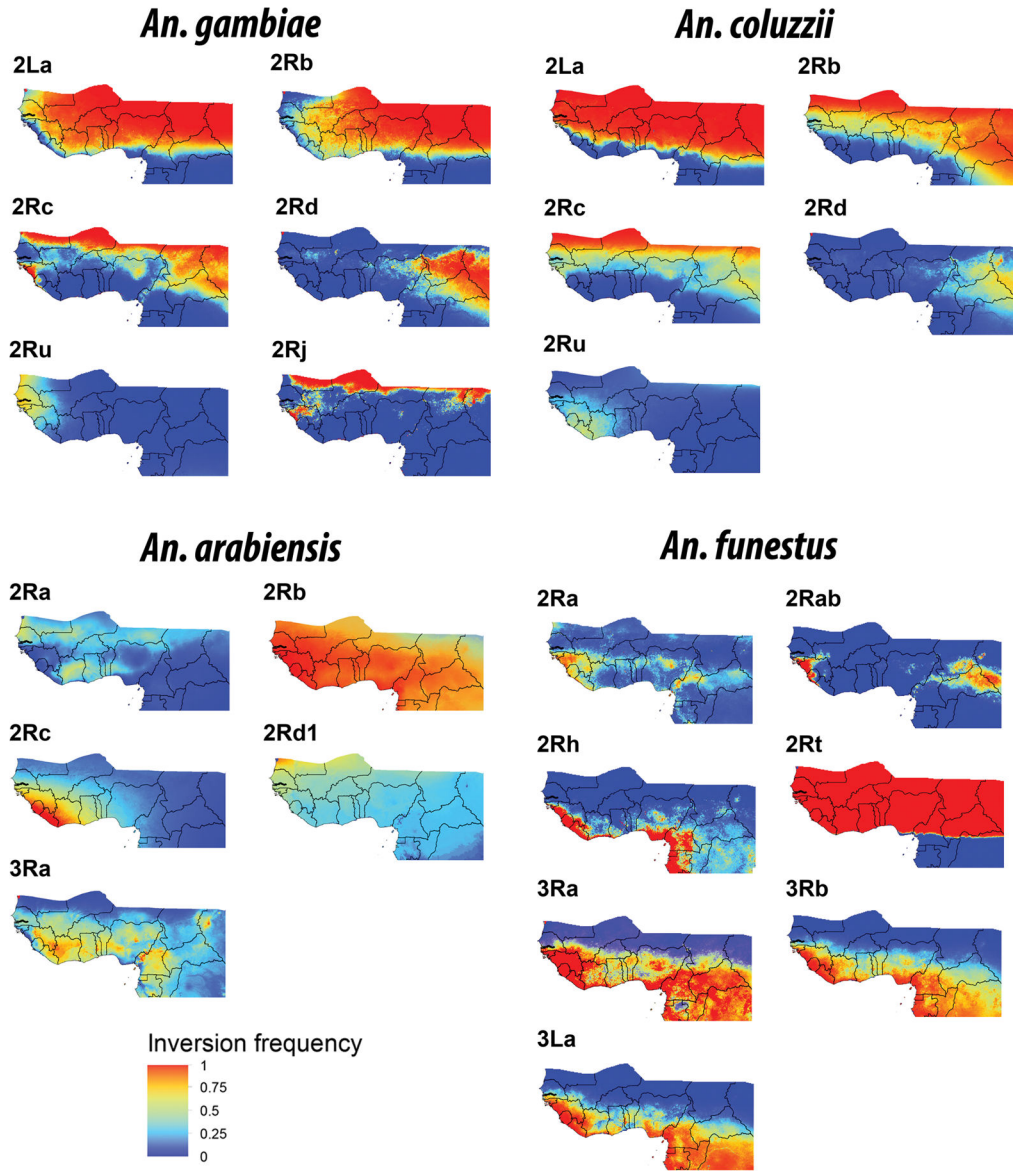 An. gambiae
2La 2Rb
2Rc 2Rd
2Ru 2Rj
An. coluzzii
2La 2Rb
2Rc 2Rd
2Ru
An. arabiensis
2Ra 2Rb
2Rc 2Rd1
3Ra
Inversion frequency
1
0.75
0.5
0.25
0
An. funestus
2Ra 2Rab
2Rh 2Rt
3Ra 3Rb
3La